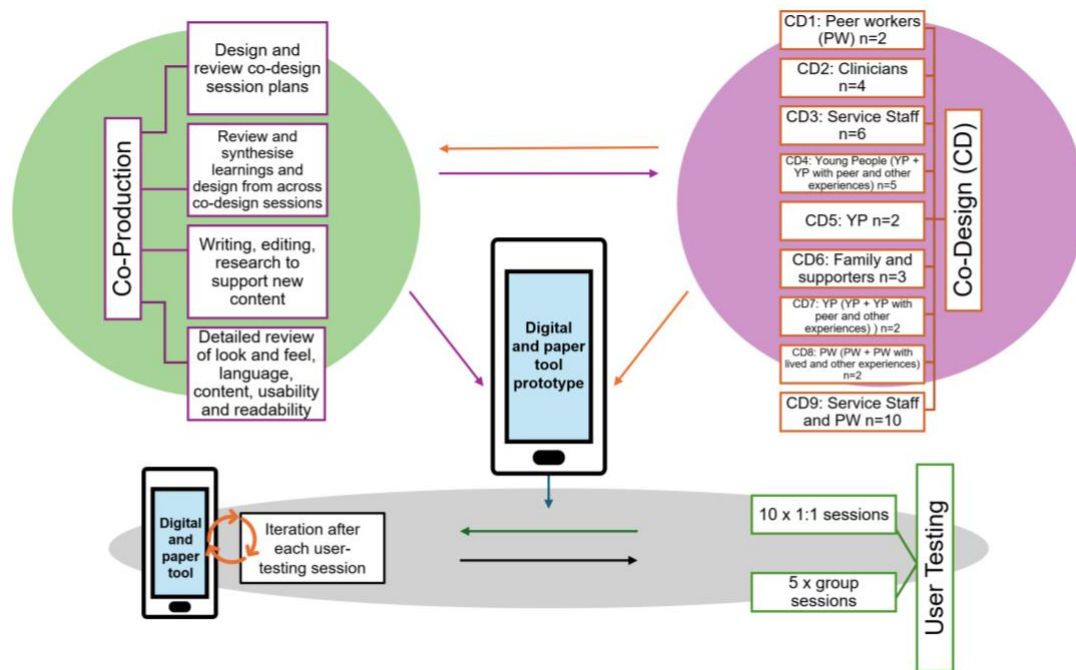 Co-Production
Design and
review co-design
session plans
Review and
synthesise
learnings and
design from across
co-design sessions
Writing, editing,
research to
support new
content
Detailed review
of look and feel,
language,
content, usability
and readability
Digital
and paper
tool
prototype
CD1: Peer workers
(PW) n=2
CD2: Clinicians
n=4
CD3: Service Staff
n=6
CD4: Young People (YP +
YP with peer and other
experiences) n=5
CD5: YP n=2
CD6: Family and
supporters n=3
CD7: YP (YP + YP with
peer and other
experiences) ) n=2
CD8: PW (PW + PW with
lived and other experiences)
n=2
CD9: Service Staff
and PW n=10
Co-Design (CD)
Digital
and
paper
tool
Iteration after
each user-
testing session
10 x 1:1 sessions
5 x group
sessions
User Testing